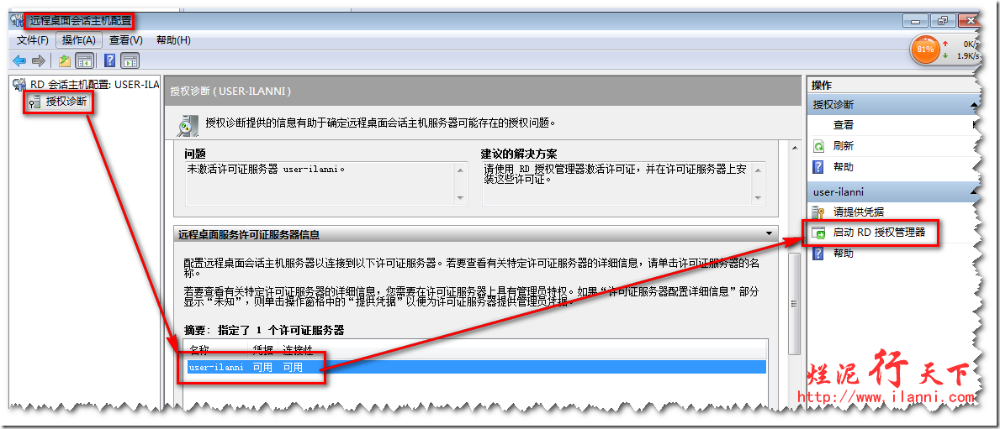 远程桌面会话主机配置
文件(F) 操作(A) 查看(V) 帮助(H)
81%
0K/s
1.9K/s
RD 会话主机配置: USER-ILA
授权诊断
授权诊断 ( USER-ILANNI )
授权诊断提供的信息有助于确定远程桌面会话主机服务器可能存在的授权问题。
问题
未激活许可证服务器 user-ilanni。
建议的解决方案
请使用 RD 授权管理器激活许可证，并在许可证服务器上安
装这些许可证。
远程桌面服务许可证服务器信息
配置远程桌面会话主机服务器以连接到以下许可证服务器。若要查看有关特定许可证服务器的详细信息，请单击许可证服务器的名
称。
若要查看有关特定许可证服务器的详细信息，您需要在许可证服务器上具有管理员特权。如果“许可证服务器配置详细信息”部分
显示“未知”，则单击操作窗格中的“提供凭据”以便为许可证服务器提供管理员凭据。
摘要: 指定了 1 个许可证服务器
名称 凭据 连接性
user-ilanni 可用 可用
操作
授权诊断
查看
刷新
帮助
user-ilanni
请提供凭据
启动 RD 授权管理器
帮助
烂泥行天下
http://www.ilanni.com